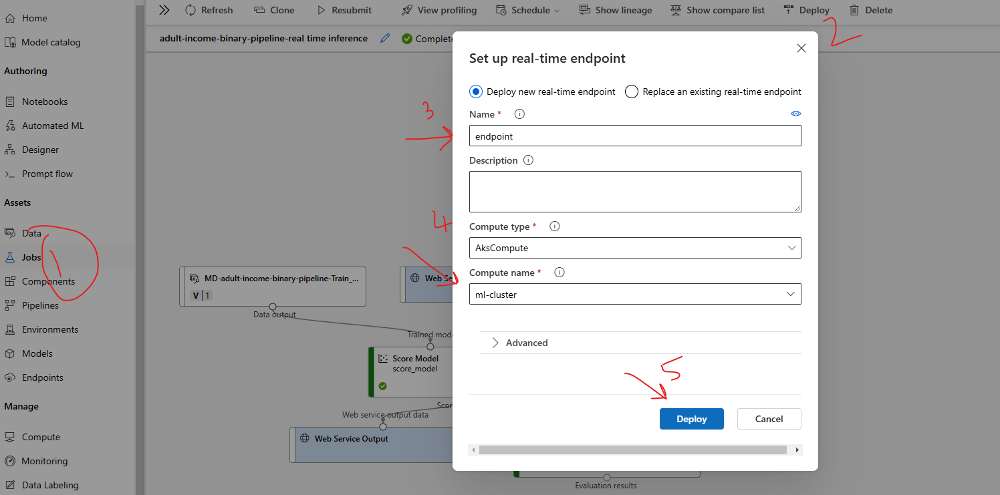 Home
Model catalog
Authoring
Notebooks
Automated ML
Designer
Prompt flow
Assets
Data
Jobs
Components
Pipelines
Environments
Models
Endpoints
Manage
Compute
Monitoring
Data Labeling
Refresh
Clone
Resubmit
View profiling
Schedule
Show lineage
Show compare list
Deploy
Delete
adult-income-binary-pipeline-real time inference
Complete
MD-adult-income-binary-pipeline-Train_...
V 1
Data output
Web Se
Trained mod
Score Model
score_model
Scor
Web service output data
Web Service Output
Evaluation results
Set up real-time endpoint
Deploy new real-time endpoint
Replace an existing real-time endpoint
Name *
endpoint
Description
Compute type *
AksCompute
Compute name *
ml-cluster
Advanced
Deploy
Cancel
1
2
3
4
5